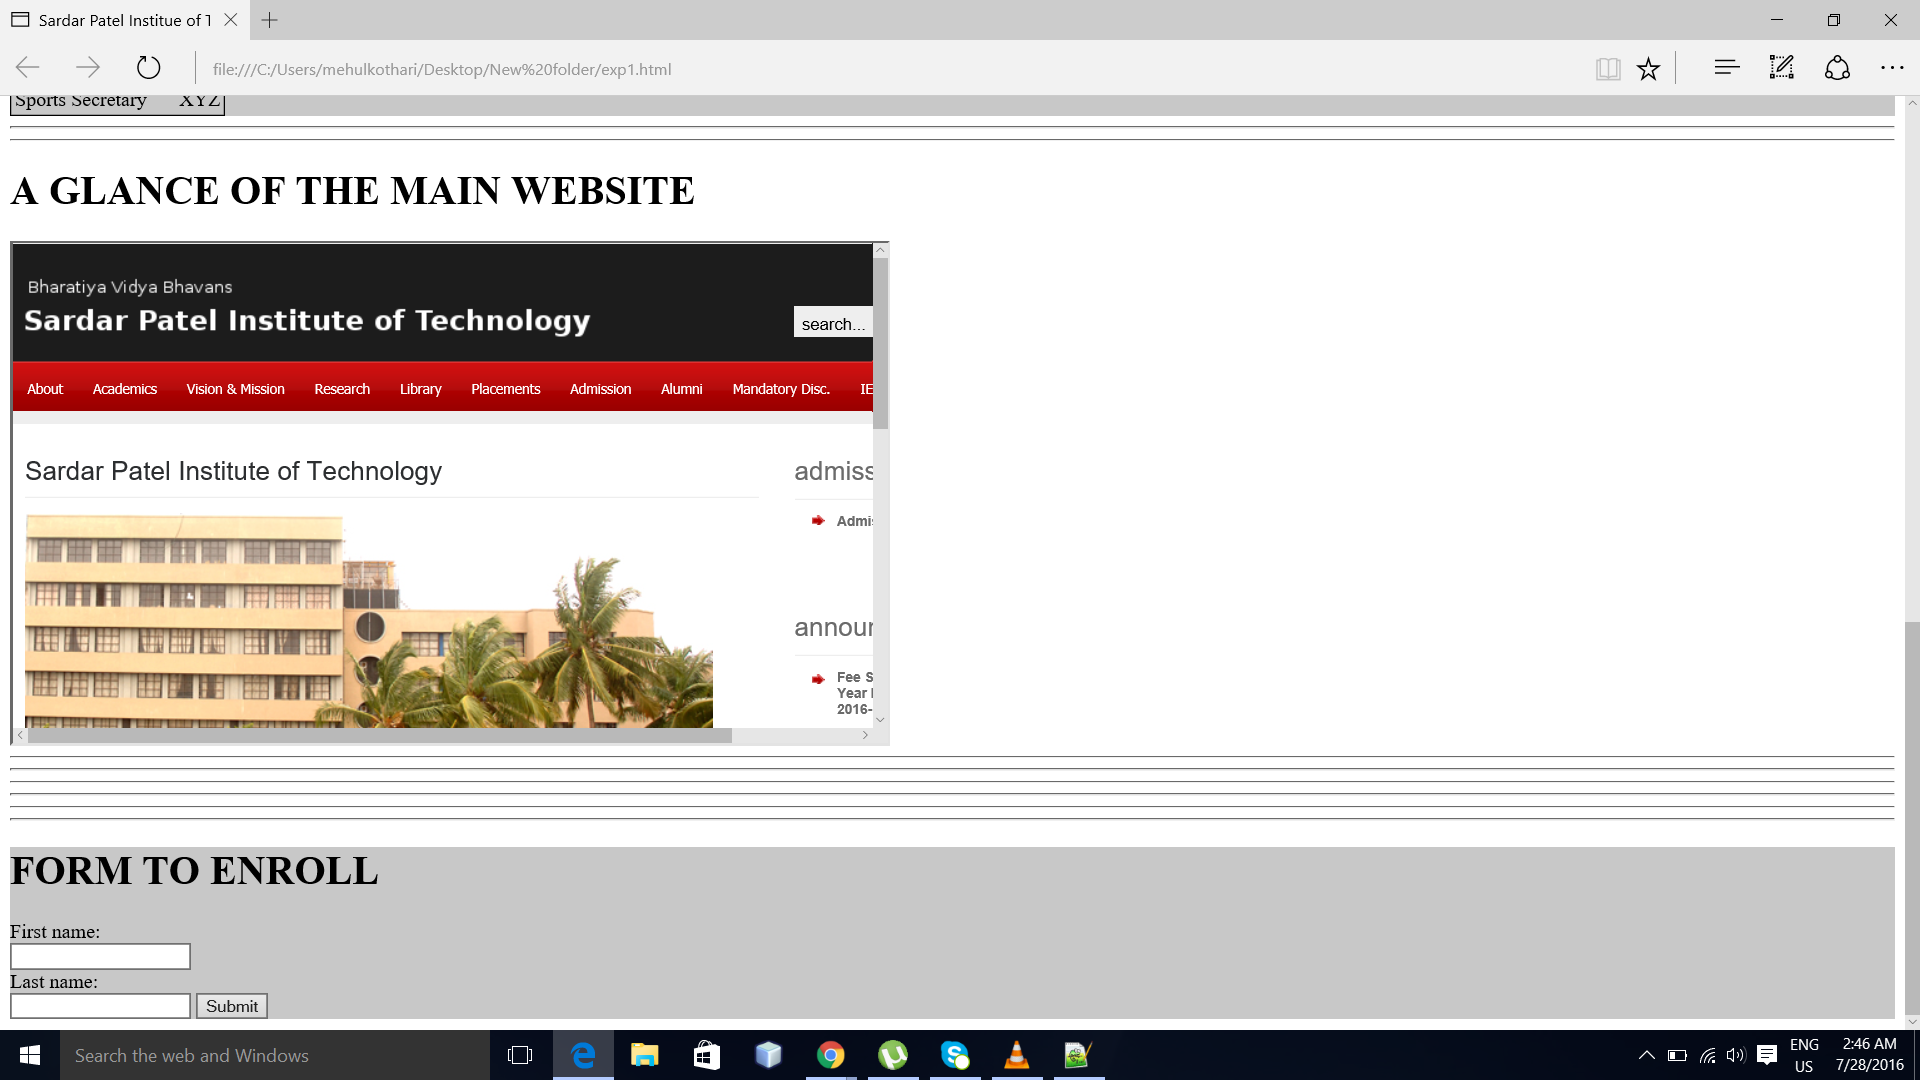 Sardar Patel Institue of T
file:///C:/Users/mehulkothari/Desktop/New%20folder/exp1.html
Sports Secretary XYZ
A GLANCE OF THE MAIN WEBSITE
Bharatiya Vidya Bhavans
Sardar Patel Institute of Technology
search...
About Academics Vision & Mission Research Library Placements Admission Alumni Mandatory Disc. IE
Sardar Patel Institute of Technology
admiss
Admis
annour
Fee S
Year
2016-
FORM TO ENROLL
First name:
Last name:
Submit
Search the web and Windows
ENG
US
2:46 AM
7/28/2016